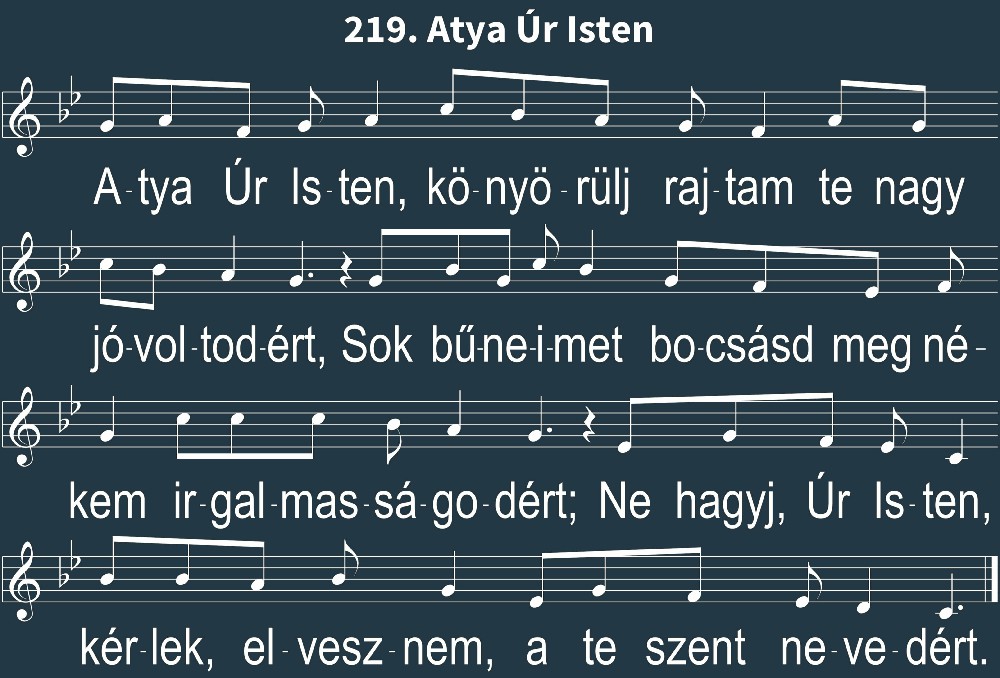 219. Atya Úr Isten
A-tya Úr Is-ten, kö-nyö-rülj raj-tam te nagy
jó-vol-tod-ért, Sok bű-ne-i-met bo-csásd meg né-
kem ir-gal-mas-sá-go-dért; Ne hagyj, Úr Is-ten,
kér-lek, el-vesz-nem, a te szent ne-ve-dért.